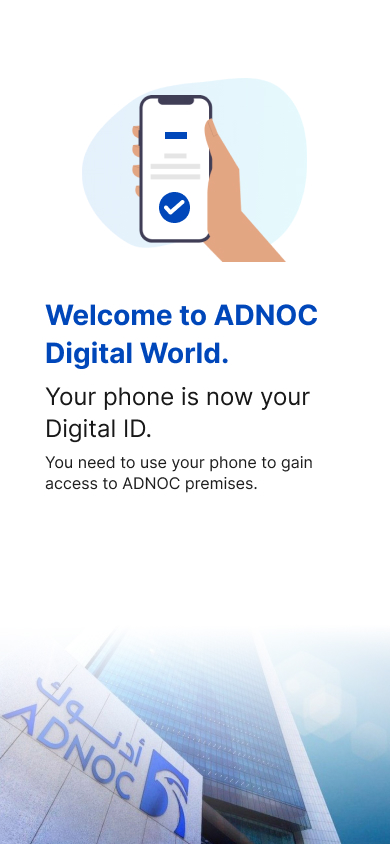 Welcome to ADNOC
Digital World.
Your phone is now your
Digital ID.
You need to use your phone to gain
access to ADNOC premises.
أدنوك
ADNOC